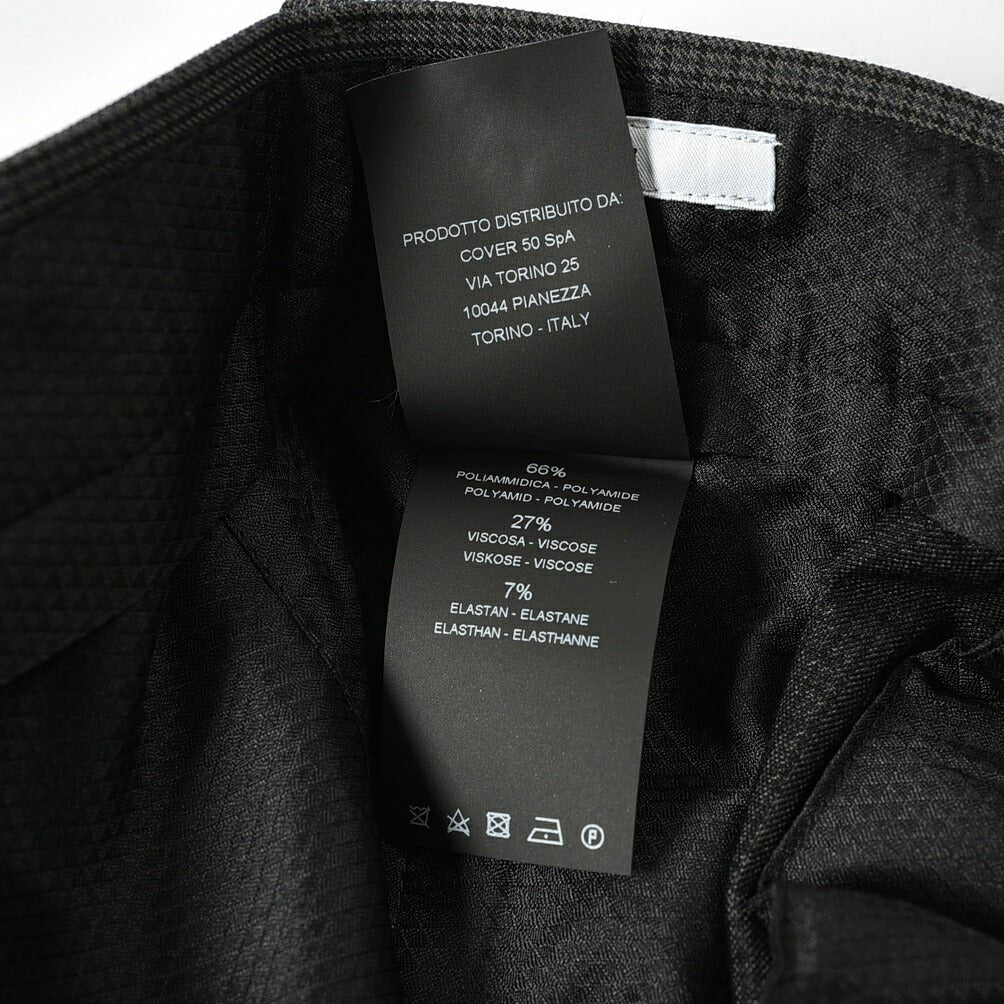 PRODOTTO DISTRIBUITO DA:
COVER 50 SpA
VIA TORINO 25
10044 PIANEZZA
TORINO - ITALY
66%
POLIAMMIDICA - POLYAMIDE
POLYAMID - POLYAMIDE
27%
VISCOSA - VISCOSE
VISKOSE - VISCOSE
7%
ELASTAN - ELASTANE
ELASTHAN - ELASTHANNE
P